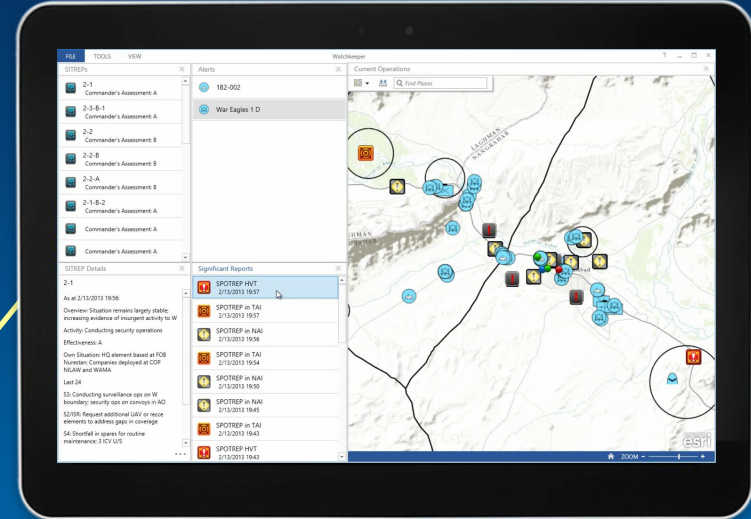 FILE TOOLS VIEW
Watchkeeper
SITREPs
2-1
Commander's Assessment: A
2-3-B-1
Commander's Assessment: A
2-2
Commander's Assessment: B
2-2-B
Commander's Assessment: B
2-2-A
Commander's Assessment: B
2-1-B-2
Commander's Assessment: A
Commander's Assessment: A
Commander's Assessment: A
Alerts
1B2-002
War Eagles 1 D
SITREP Details
2-1
As at 2/13/2013 19:56:
Overview: Situation remains largely stable;
increasing evidence of insurgent activity to W
Activity: Conducting security operations
Effectiveness: A
Own Situation: HQ element based at FOB
Nurestan; Companies deployed at COP
NILAW and WAMA
Last 24
S3: Conducting surveillance ops on W
boundary; security ops on convoys in AO
S2/ISR: Request additional UAV or recce
elements to address gaps in coverage
S4: Shortfall in spares for routine
maintenance; 3 ICV U/S
Significant Reports
SPOTREP HVT
2/13/2013 19:57
SPOTREP in TAI
2/13/2013 19:57
SPOTREP in NAI
2/13/2013 19:56
SPOTREP in TAI
2/13/2013 19:54
SPOTREP in NAI
2/13/2013 19:50
SPOTREP in NAI
2/13/2013 19:45
SPOTREP in TAI
2/13/2013 19:43
SPOTREP HVT
2/13/2013 19:43
Current Operations
Find Places
LAGHMAN
NANGRAHAR
esri
ZOOM